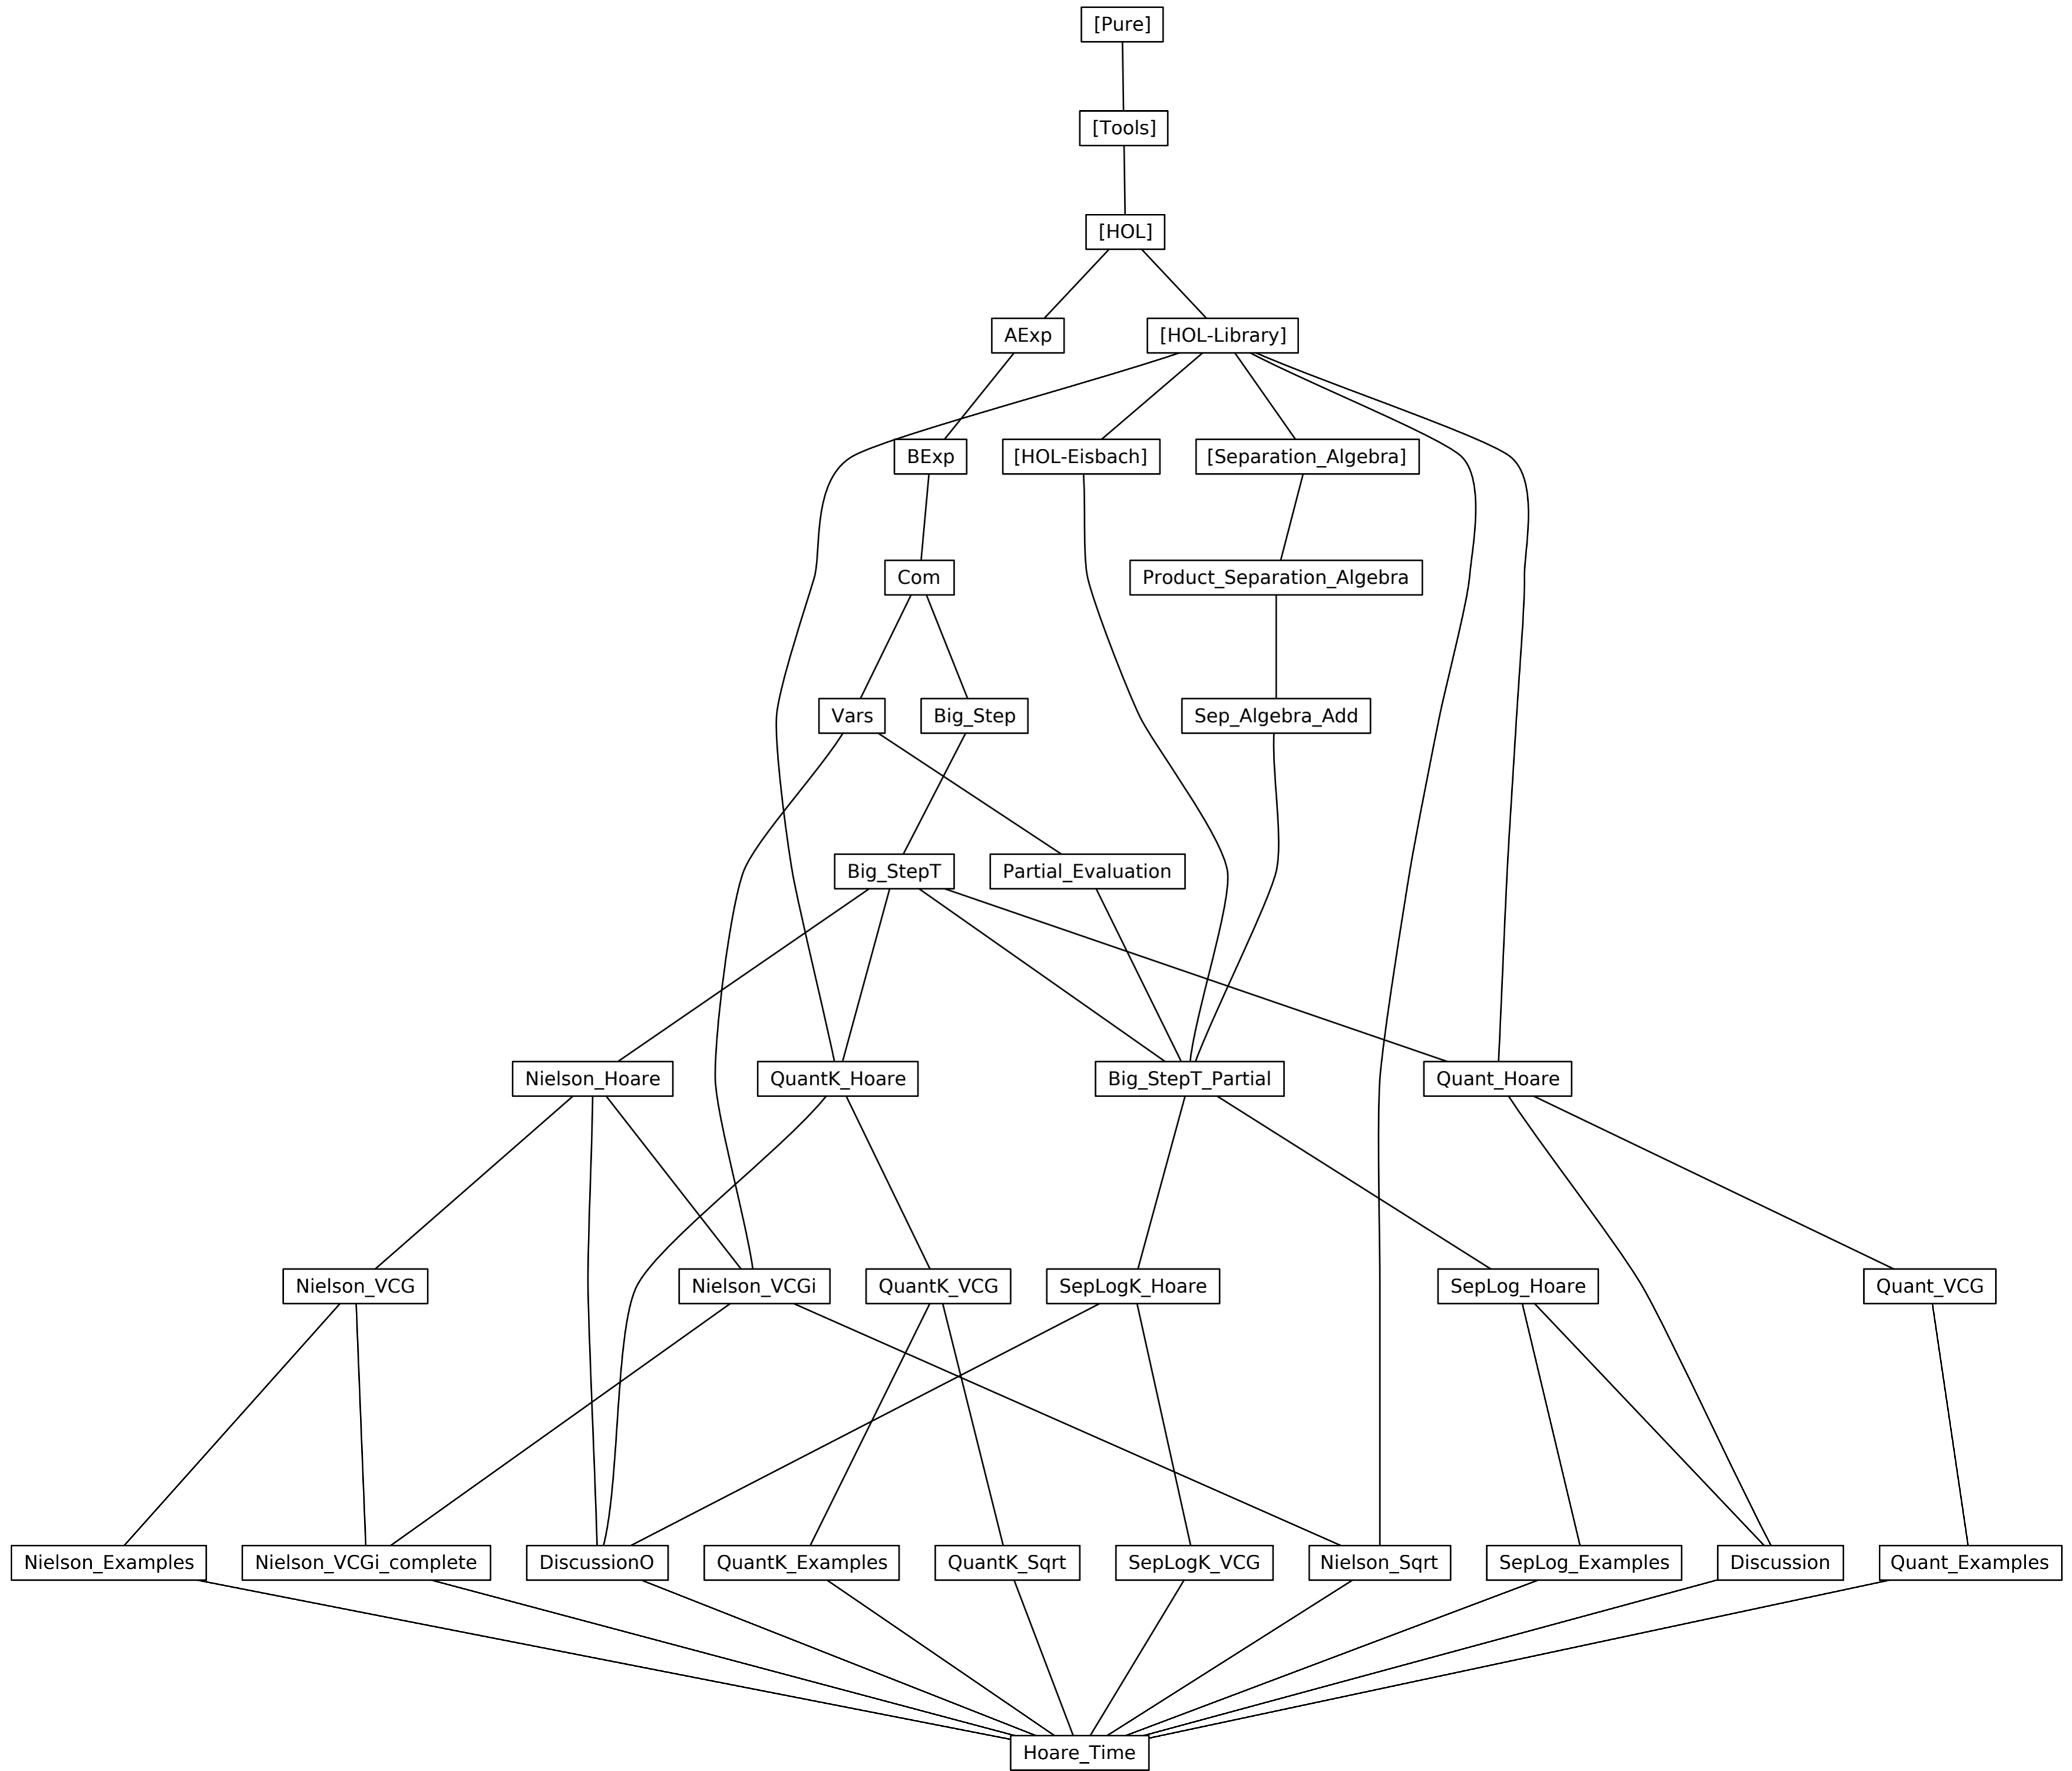 [Pure]
[Tools]
[HOL]
AExp
[HOL-Library]
BExp
[HOL-Eisbach]
[Separation_Algebra]
Com
Product_Separation_Algebra
Vars
Big_Step
Sep_Algebra_Add
Big_StepT
Partial_Evaluation
Nielson_Hoare
QuantK_Hoare
Big_StepT_Partial
Quant_Hoare
Nielson_VCG
Nielson_VCGi
QuantK_VCG
SepLogK_Hoare
SepLog_Hoare
Quant_VCG
Nielson_Examples
Nielson_VCGi_complete
DiscussionO
QuantK_Examples
QuantK_Sqrt
SepLogK_VCG
Nielson_Sqrt
SepLog_Examples
Discussion
Quant_Examples
Hoare_Time